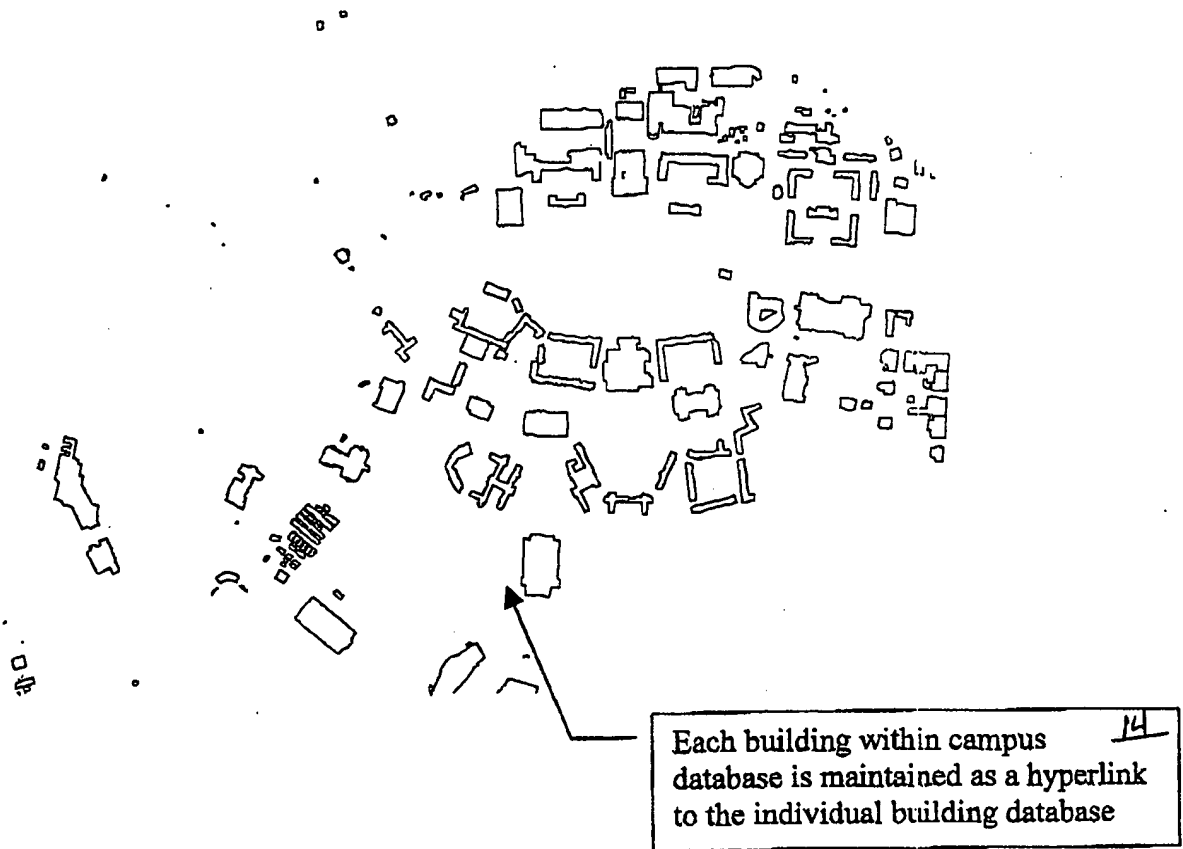 14
Each building within campus
database is maintained as a hyperlink
to the individual building database